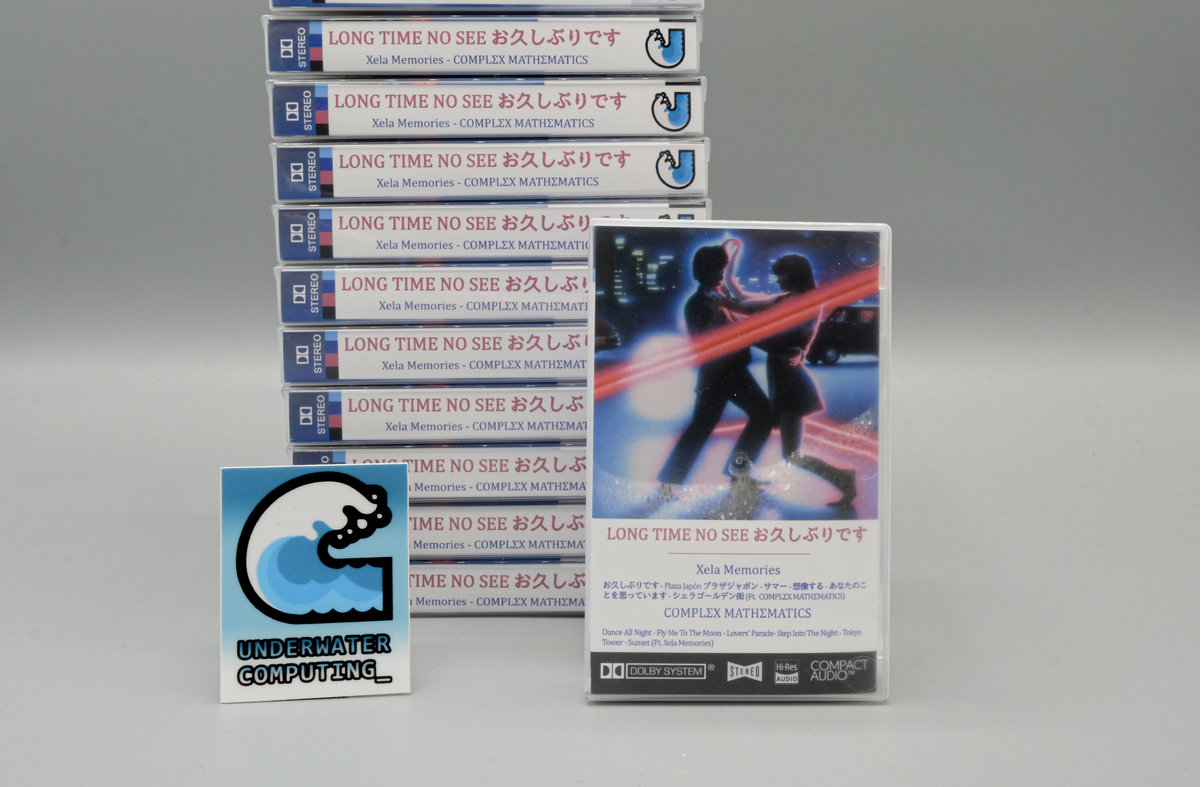 STEREO
LONG TIME NO SEE お久しぶりです
Xela Memories - COMPLΣX MATHΣMATICS
STEREO
LONG TIME NO SEE お久しぶりです
Xela Memories - COMPLΣX MATHΣMATICS
STEREO
LONG TIME NO SEE お久しぶりです
Xela Memories - COMPLΣX MATHΣMATICS
STEREO
LONG TIME NO SEE お久しぶりです
Xela Memories - COMPLΣX MATHΣMATIC
STEREO
LONG TIME NO SEE お久しぶ
Xela Memories - COMPLΣX MATHΣMAT
STEREO
LONG TIME NO SEE お久しぶ
Xela Memories - COMPLΣX MATHΣMAT
STEREO
LONG TIME NO SEE お久しぶ
Xela Memories - COMPLΣX MATHΣMA
LONG TIME NO SEE お久しぶ
Memories - COMPLΣX MATHΣMA
TIME NO SEE お久しぶ
Memories - COMPLΣX MATHΣMA
TIME NO SEE お久しぶ
Memories - COMPLΣX MATHΣMA
UNDERWATER
COMPUTING_
LONG TIME NO SEE お久しぶりです
Xela Memories
お久しぶりです - Plaza Japón プラザジャポン - サマー - 想像する - あなたのこ
とを思っています - シェラゴールデン街 (Ft. COMPLΣX MATHΣMATICS)
COMPLΣX MATHΣMATICS
Dance All Night - Fly Me To The Moon - Lovers' Parade- Step Into The Night - Tokyo
Tower - Sunset (Ft. Xela Memories)
DOLBY SYSTEM ®
STEREO
Hi-Res
AUDIO
COMPACT
AUDIO™